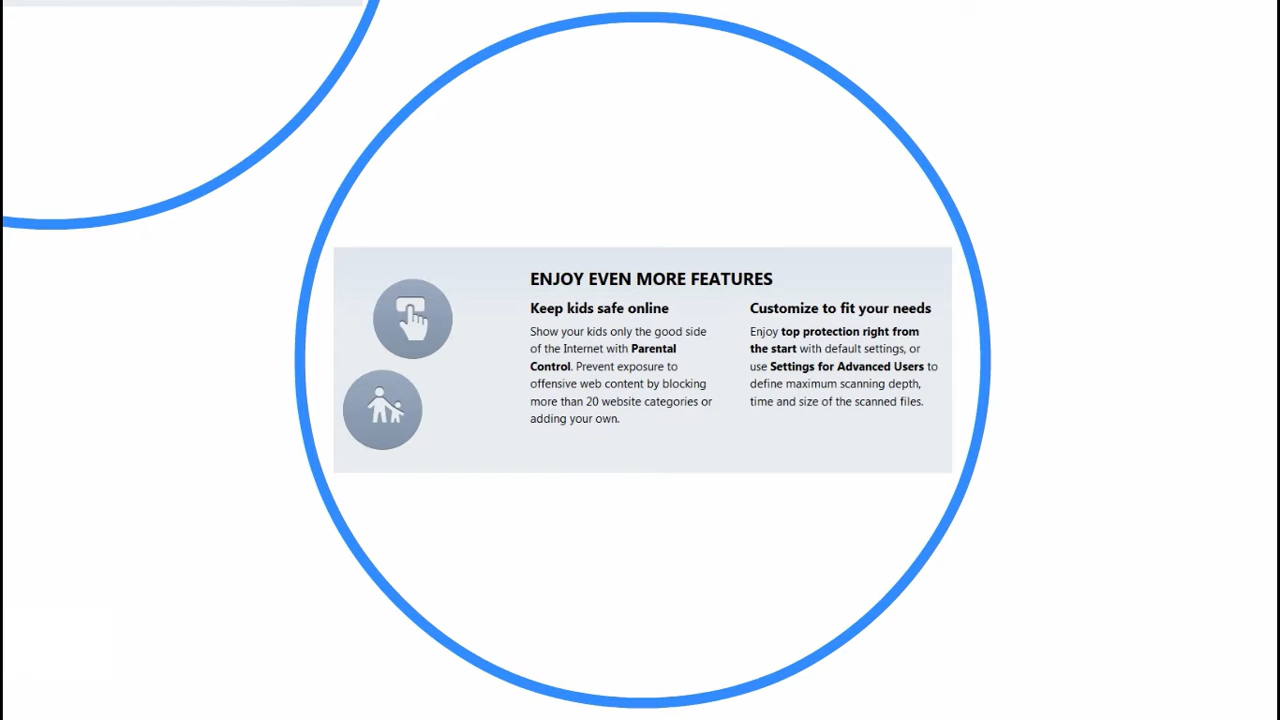 ENJOY EVEN MORE FEATURES
Keep kids safe online
Show your kids only the good side
of the Internet with Parental
Control. Prevent exposure to
offensive web content by blocking
more than 20 website categories or
adding your own.
Customize to fit your needs
Enjoy top protection right from
the start with default settings, or
use Settings for Advanced Users to
define maximum scanning depth,
time and size of the scanned files.